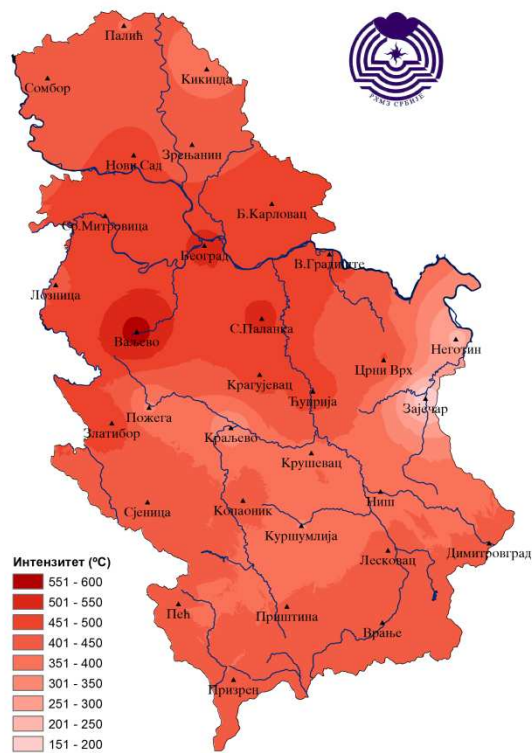 Палић
Кикинда
Сомбор
РХМЗ СРБИЈЕ
Зрењанин
Нови Сад
Б.Карловац
Ср.Митровица
Београд
В.Градиште
Лозница
С.Паланка
Ваљево
Неготин
Црни Врх
Крагујевац
Ћуприја
Зајечар
Пожега
Златибор
Краљево
Крушевац
Ниш
Сјеница
Копаоник
Куршумлија
Димитровград
Лесковац
Интензитет (ºC)
551 - 600
501 - 550
451 - 500
401 - 450
351 - 400
301 - 350
251 - 300
201 - 250
151 - 200
Пећ
Приштина
Врање
Призрен